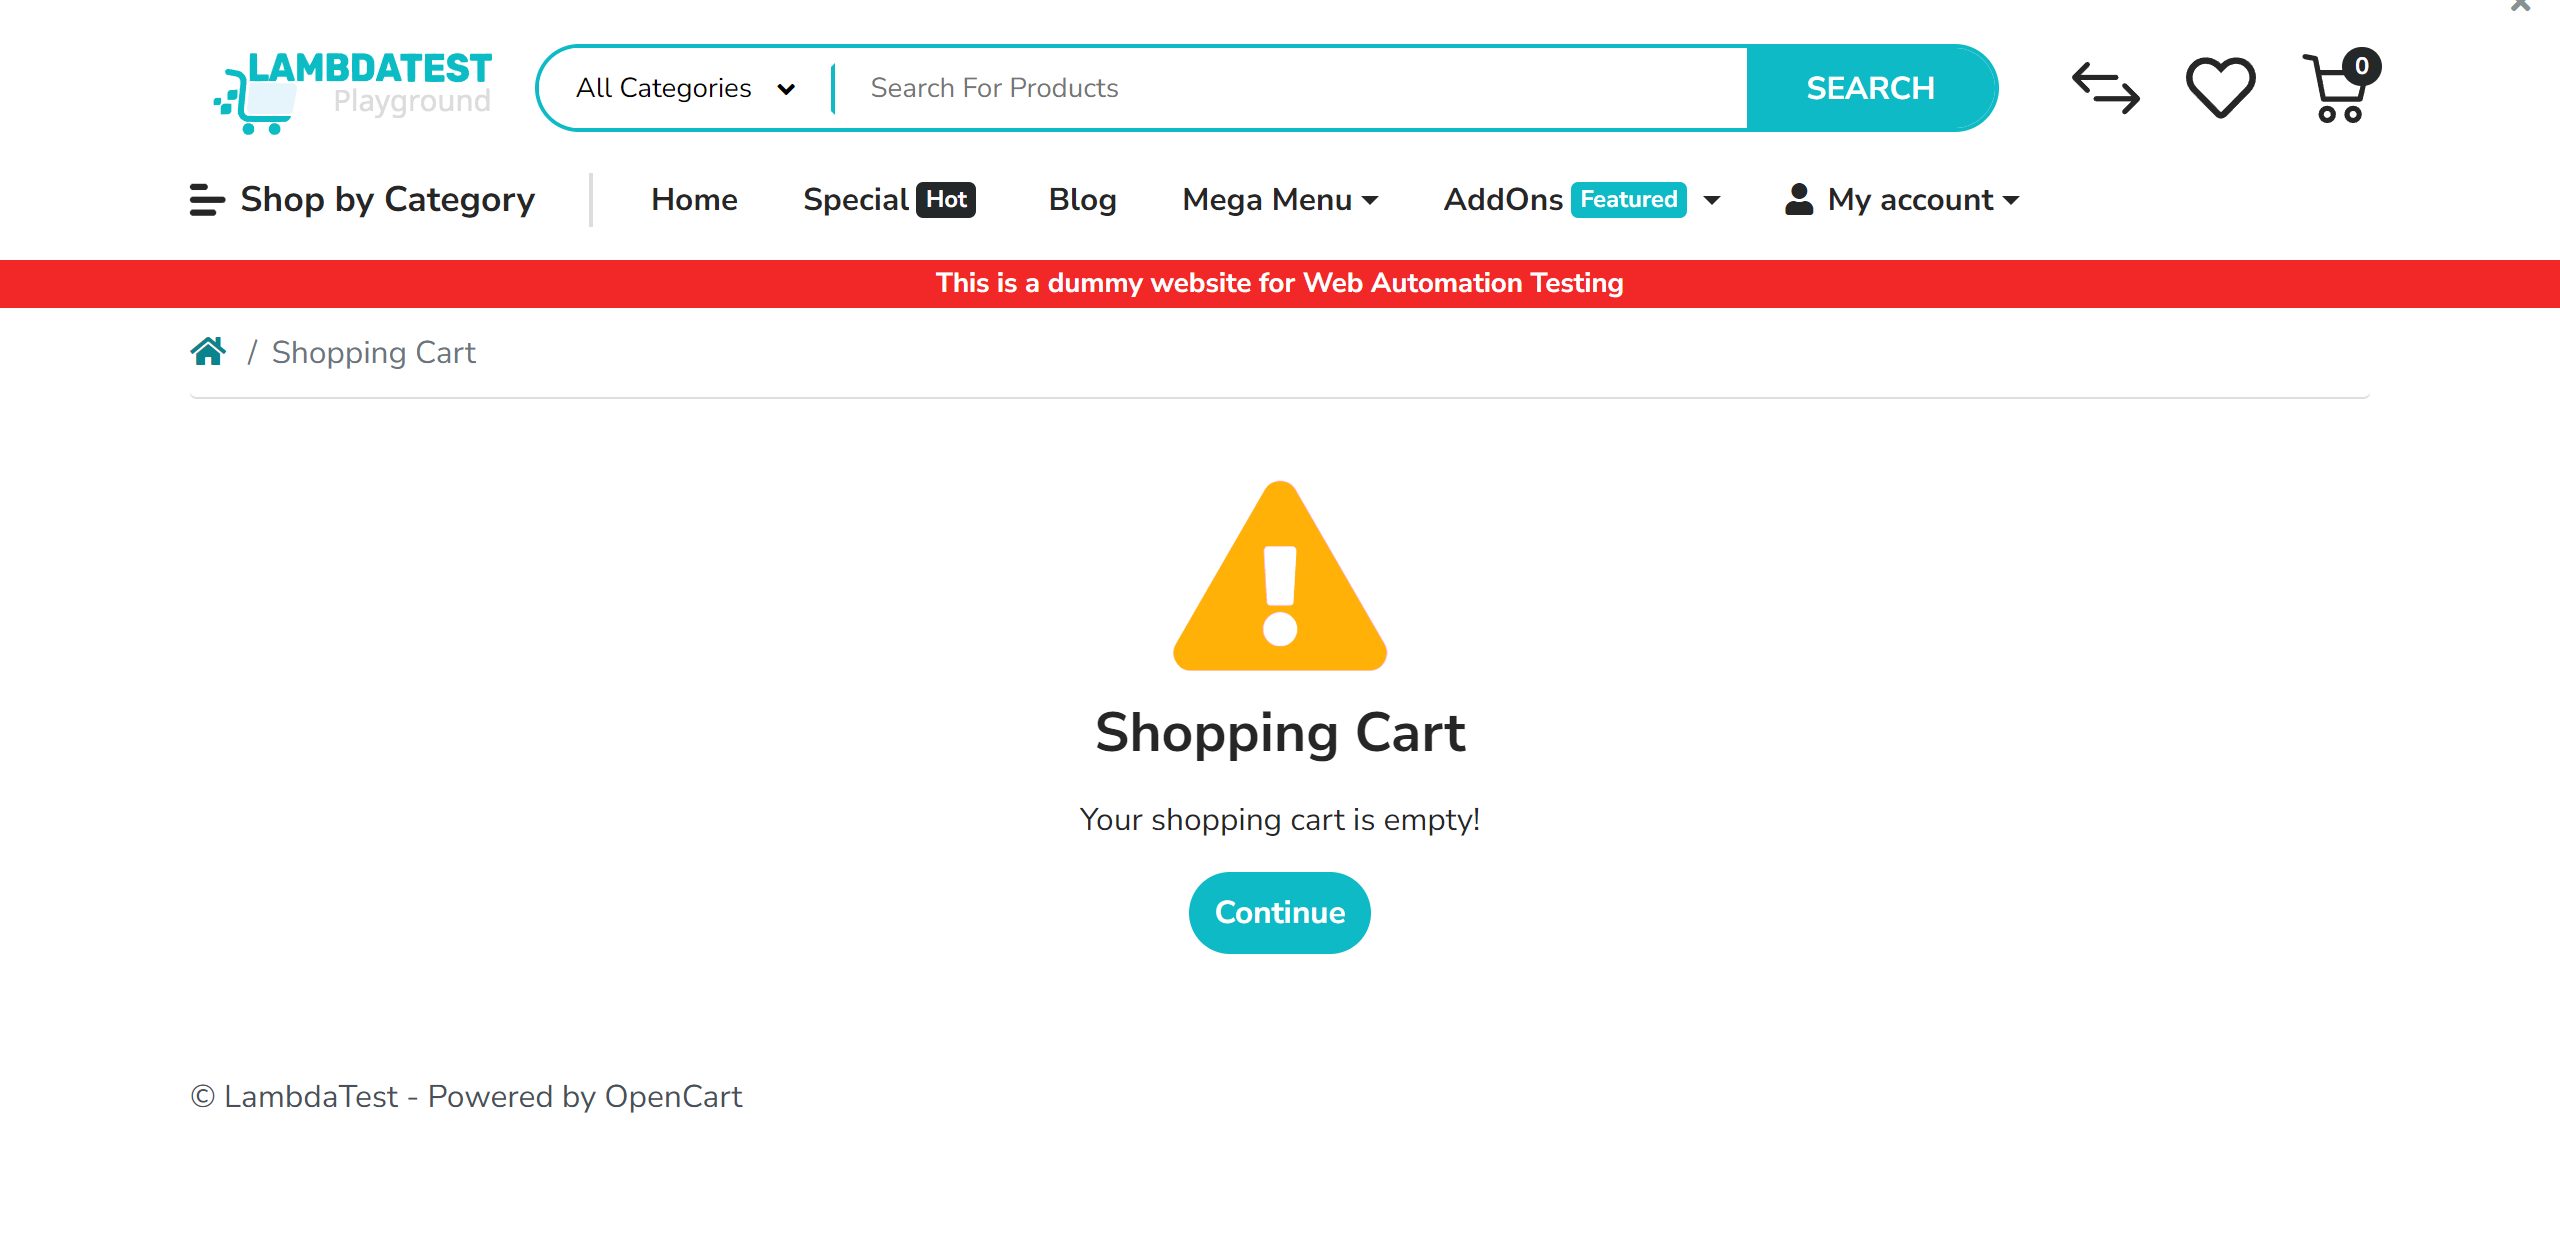 LAMBDATEST
Playground
All Categories
Search For Products
SEARCH
0
Shop by Category
Home
Special Hot
Blog
Mega Menu
AddOns Featured
My account
This is a dummy website for Web Automation Testing
/ Shopping Cart
Shopping Cart
Your shopping cart is empty!
Continue
© LambdaTest - Powered by OpenCart